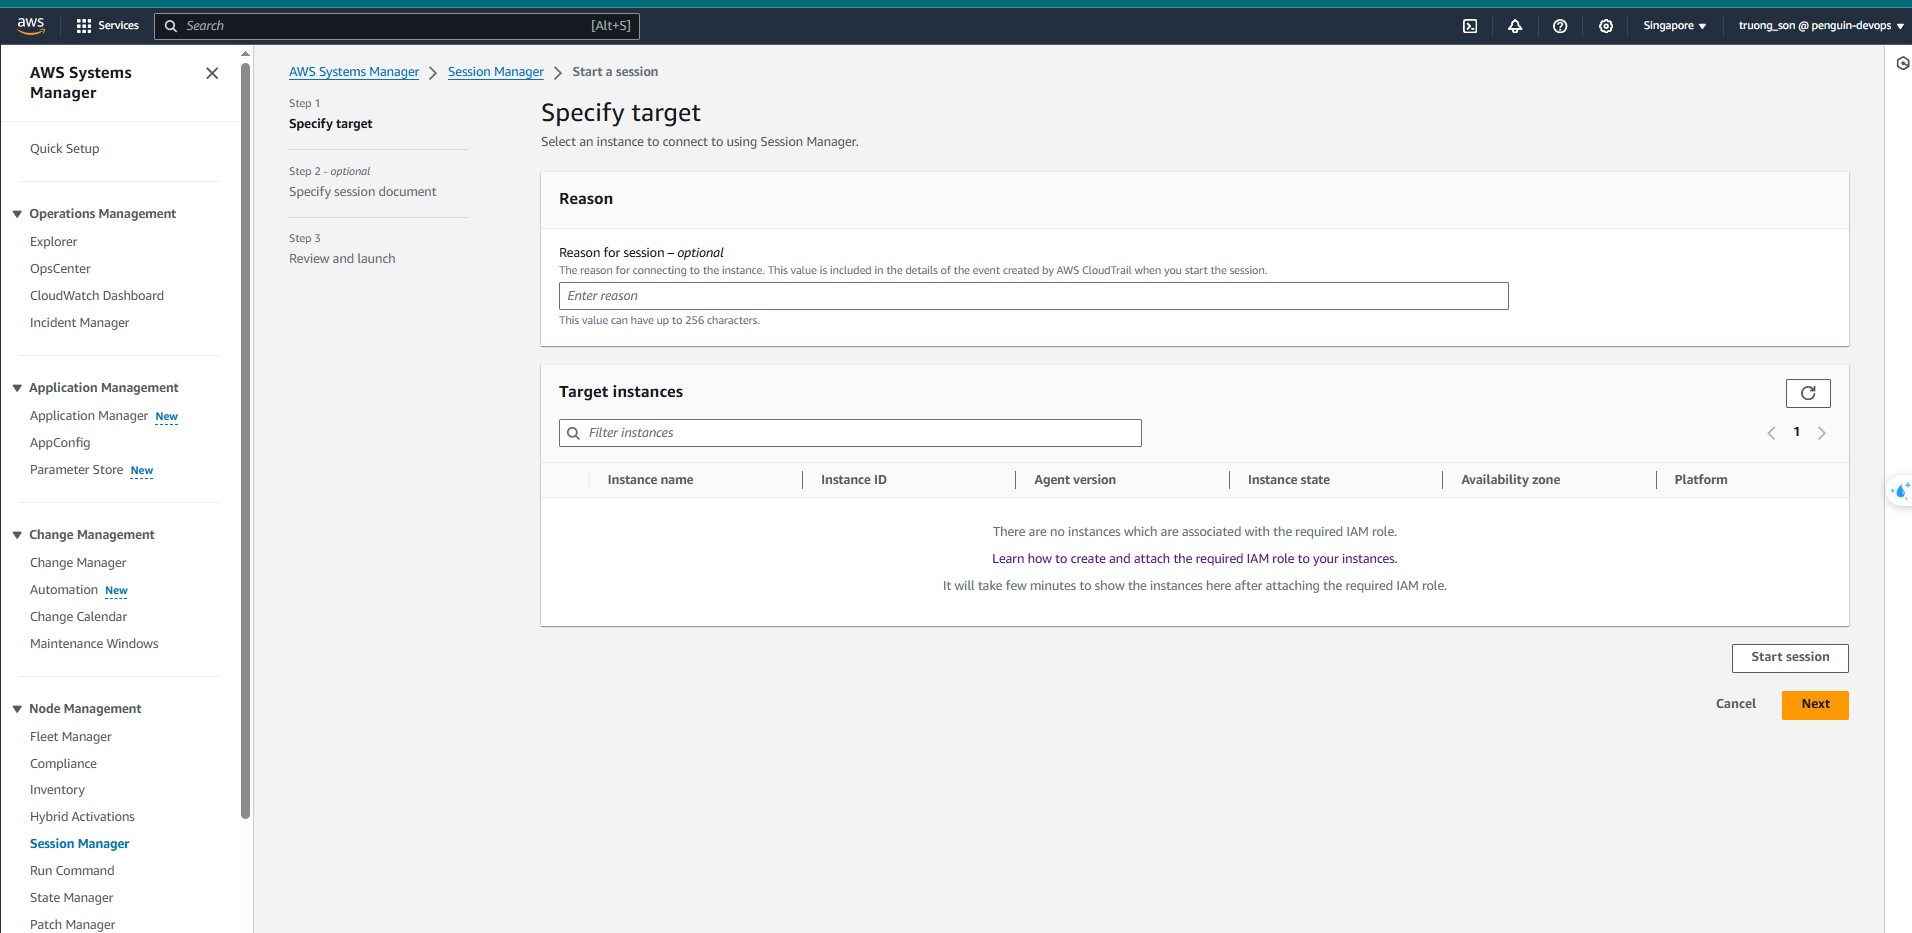 aws
Services
Search
[Alt+S]
Singapore
truong_son @ penguin-devops
AWS Systems
Manager
Quick Setup
Operations Management
Explorer
OpsCenter
CloudWatch Dashboard
Incident Manager
Application Management
Application Manager New
AppConfig
Parameter Store New
Change Management
Change Manager
Automation New
Change Calendar
Maintenance Windows
Node Management
Fleet Manager
Compliance
Inventory
Hybrid Activations
Session Manager
Run Command
State Manager
Patch Manager
AWS Systems Manager
Session Manager
Start a session
Step 1
Specify target
Step 2 - optional
Specify session document
Step 3
Review and launch
Specify target
Select an instance to connect to using Session Manager.
Reason
Reason for session – optional
The reason for connecting to the instance. This value is included in the details of the event created by AWS CloudTrail when you start the session.
Enter reason
This value can have up to 256 characters.
Target instances
Filter instances
1
Instance name
Instance ID
Agent version
Instance state
Availability zone
Platform
There are no instances which are associated with the required IAM role.
Learn how to create and attach the required IAM role to your instances.
It will take few minutes to show the instances here after attaching the required IAM role.
Start session
Cancel
Next